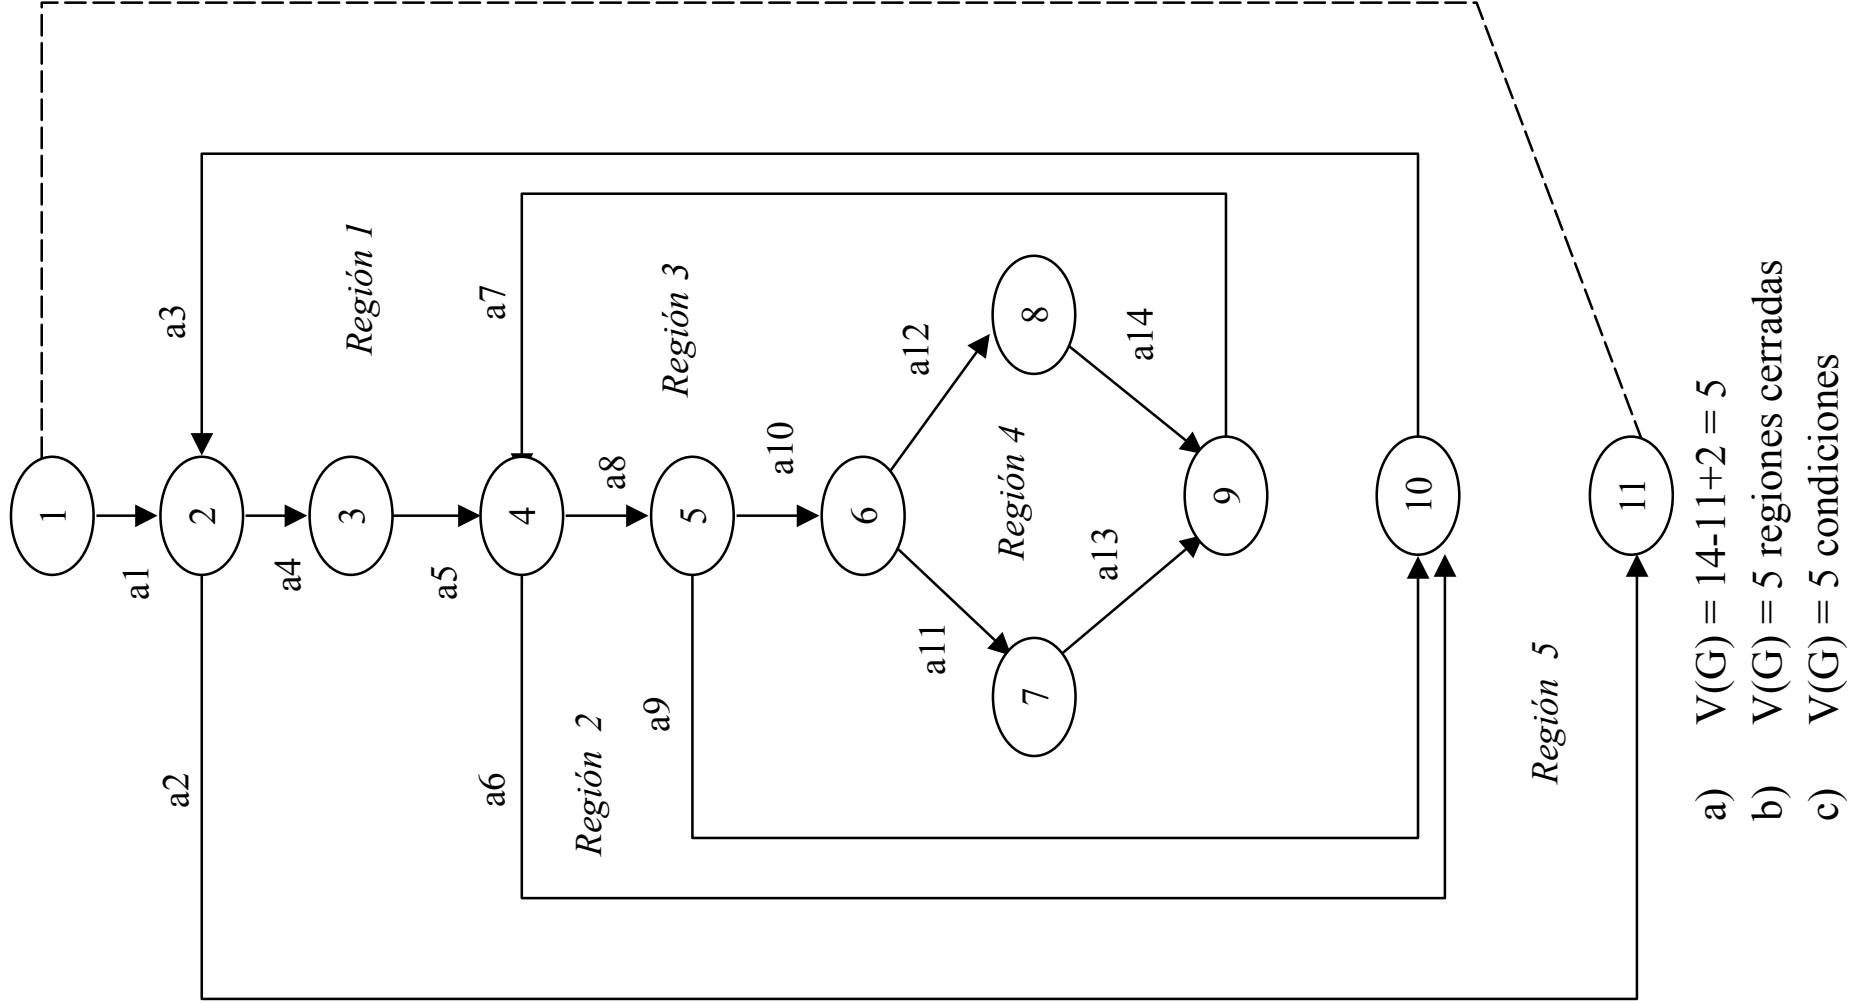 1
a1
a3
2
a2
a4
3
Región 1
a5
a7
4
a6
a8
Región 3
5
Región 2
a9
a10
6
a12
a11
Región 4
8
7
a13
a14
9
10
Región 5
11
a) V(G) = 14-11+2 = 5
b) V(G) = 5 regiones cerradas
c) V(G) = 5 condiciones